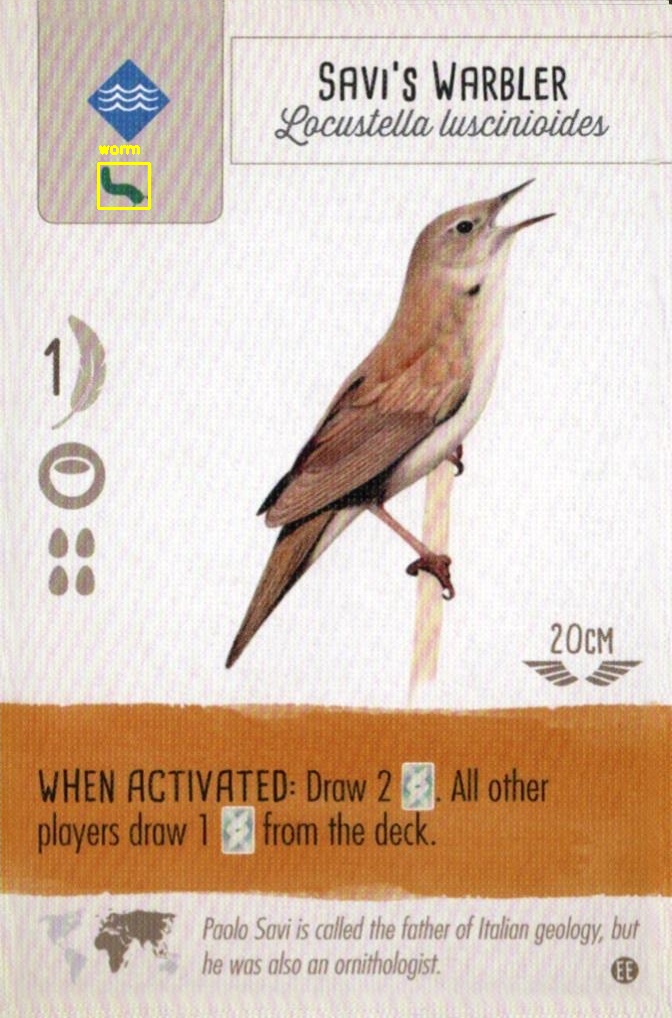 SAVI'S WARBLER
Locustella luscinioides
worm
1
20CM
WHEN ACTIVATED: Draw 2 . All other
players draw 1 from the deck.
Paolo Savi is called the father of Italian geology, but
he was also an ornithologist.
EE